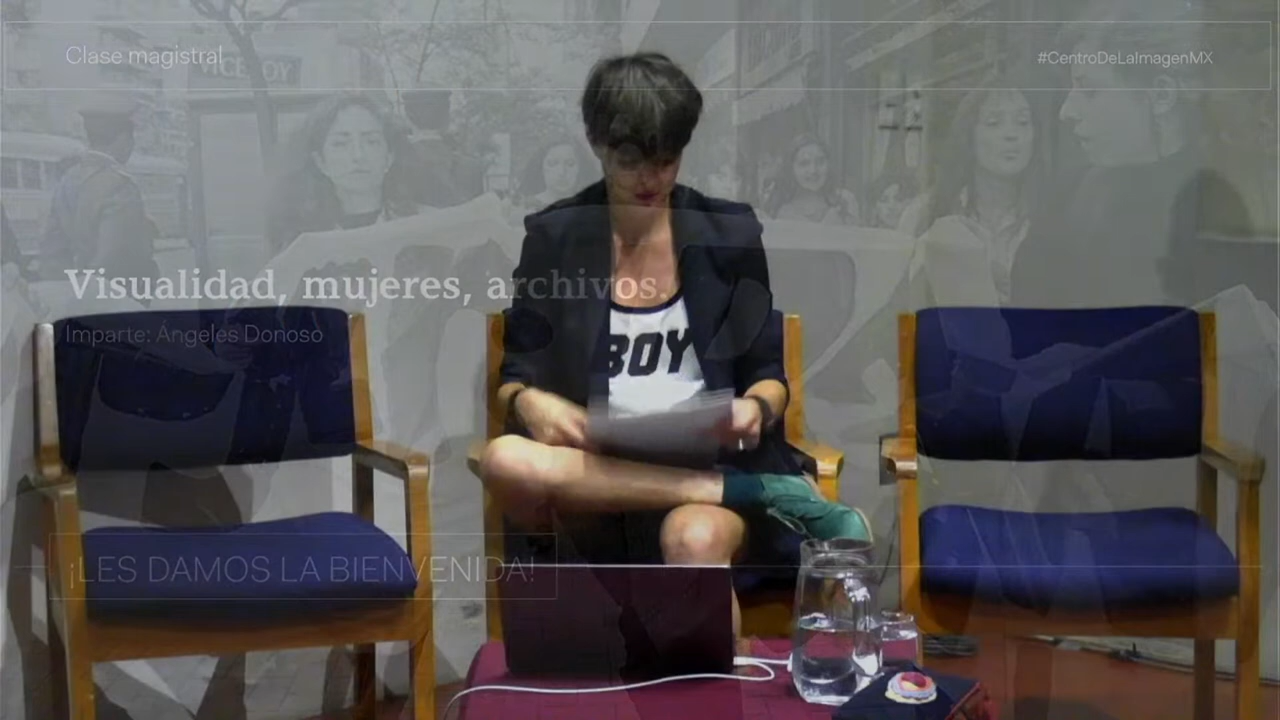 Clase magistral
#CentroDeLaImagenMX
VICEROY
Visualidad, mujeres, archivos.
Imparte: Ángeles Donoso
BOY
¡LES DAMOS LA BIENVENIDA!